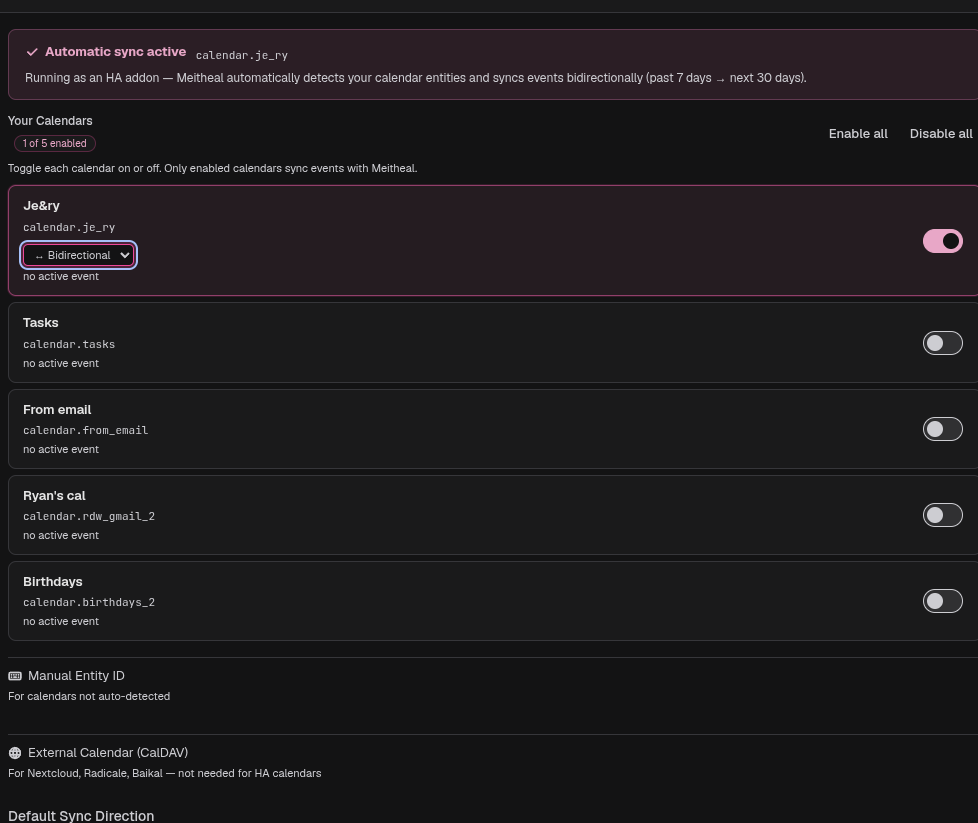 Automatic sync active calendar.je_ry
Running as an HA addon — Meitheal automatically detects your calendar entities and syncs events bidirectionally (past 7 days → next 30 days).
Your Calendars
1 of 5 enabled
Enable all Disable all
Toggle each calendar on or off. Only enabled calendars sync events with Meitheal.
Je&ry
calendar.je_ry
↔ Bidirectional
no active event
Tasks
calendar.tasks
no active event
From email
calendar.from_email
no active event
Ryan's cal
calendar.rdw_gmail_2
no active event
Birthdays
calendar.birthdays_2
no active event
Manual Entity ID
For calendars not auto-detected
External Calendar (CalDAV)
For Nextcloud, Radicale, Baikal — not needed for HA calendars
Default Sync Direction